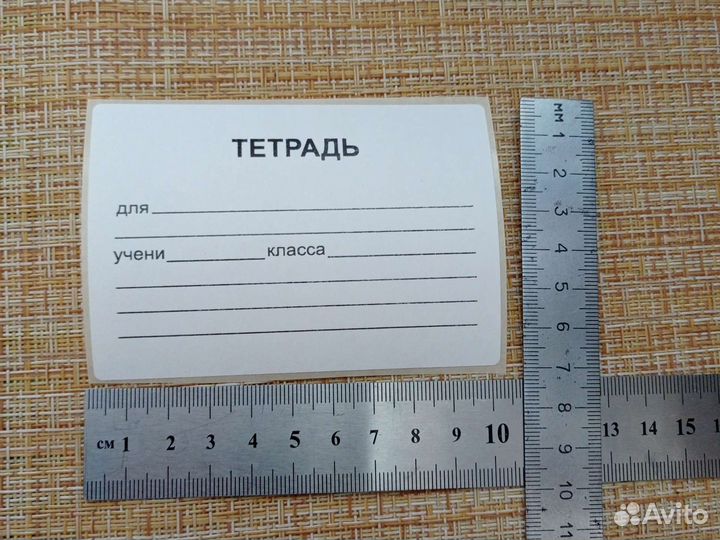 ТЕТРАДЬ
для
учени класса
мм 1 2 3 4 5 6 7 8 9 10 11
см 1 2 3 4 5 6 7 8 9 10 13 14 15
Avito